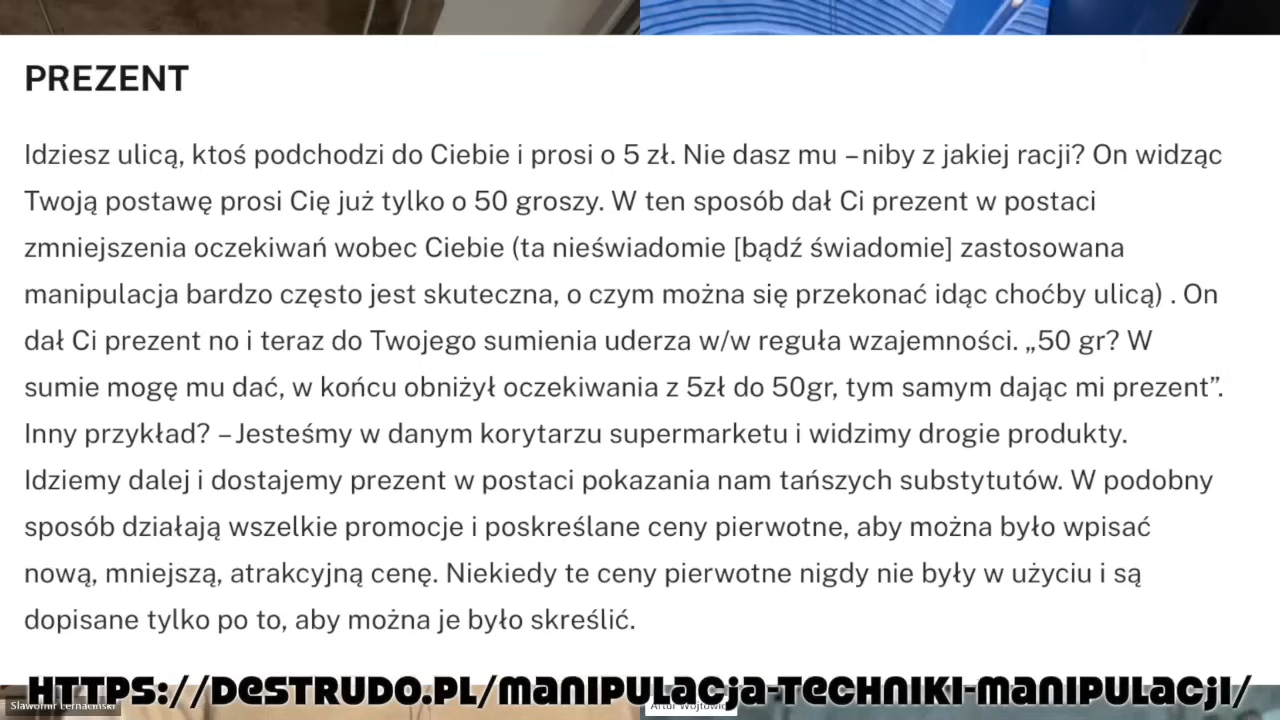 PREZENT
Idziesz ulicą, ktoś podchodzi do Ciebie i prosi o 5 zł. Nie dasz mu – niby z jakiej racji? On widząc
Twoją postawę prosi Cię już tylko o 50 groszy. W ten sposób dał Ci prezent w postaci
zmniejszenia oczekiwań wobec Ciebie (ta nieświadomie [bądź świadomie] zastosowana
manipulacja bardzo często jest skuteczna, o czym można się przekonać idąc choćby ulicą) . On
dał Ci prezent no i teraz do Twojego sumienia uderza w/w reguła wzajemności. „50 gr? W
sumie mogę mu dać, w końcu obniżył oczekiwania z 5zł do 50gr, tym samym dając mi prezent”.
Inny przykład? – Jesteśmy w danym korytarzu supermarketu i widzimy drogie produkty.
Idziemy dalej i dostajemy prezent w postaci pokazania nam tańszych substytutów. W podobny
sposób działają wszelkie promocje i poskreślane ceny pierwotne, aby można było wpisać
nową, mniejszą, atrakcyjną cenę. Niekiedy te ceny pierwotne nigdy nie były w użyciu i są
dopisane tylko po to, aby można je było skreślić.
HTTPS://DESTRUDO.PL/MANIPULACJA-TECHNIKI-MANIPULACJI/
Sławomir Lernaciński
Artur